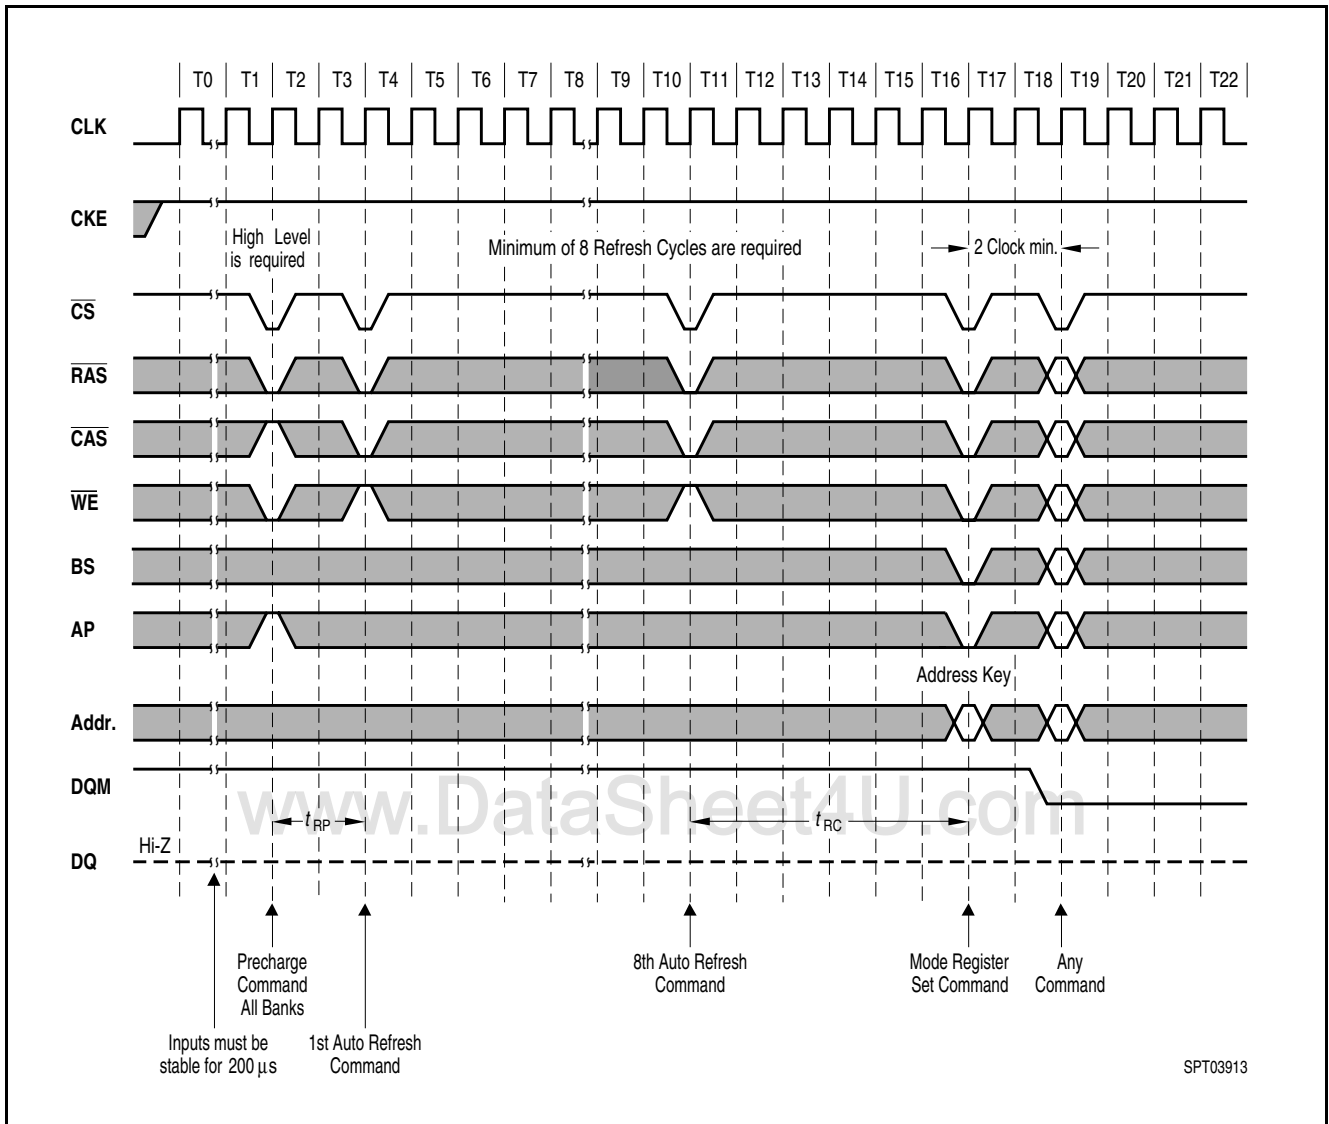 T0 T1 T2 T3 T4 T5 T6 T7 T8 T9 T10 T11 T12 T13 T14 T15 T16 T17 T18 T19 T20 T21 T22
CLK
CKE
High Level
is required
Minimum of 8 Refresh Cycles are required
2 Clock min.
CS
RAS
CAS
WE
BS
AP
Address Key
Addr.
DQM
www.DataSheet4U.com
tRP
tRC
Hi-Z
DQ
Precharge
Command
All Banks
8th Auto Refresh
Command
Mode Register
Set Command
Any
Command
Inputs must be
stable for 200 µs
1st Auto Refresh
Command
SPT03913